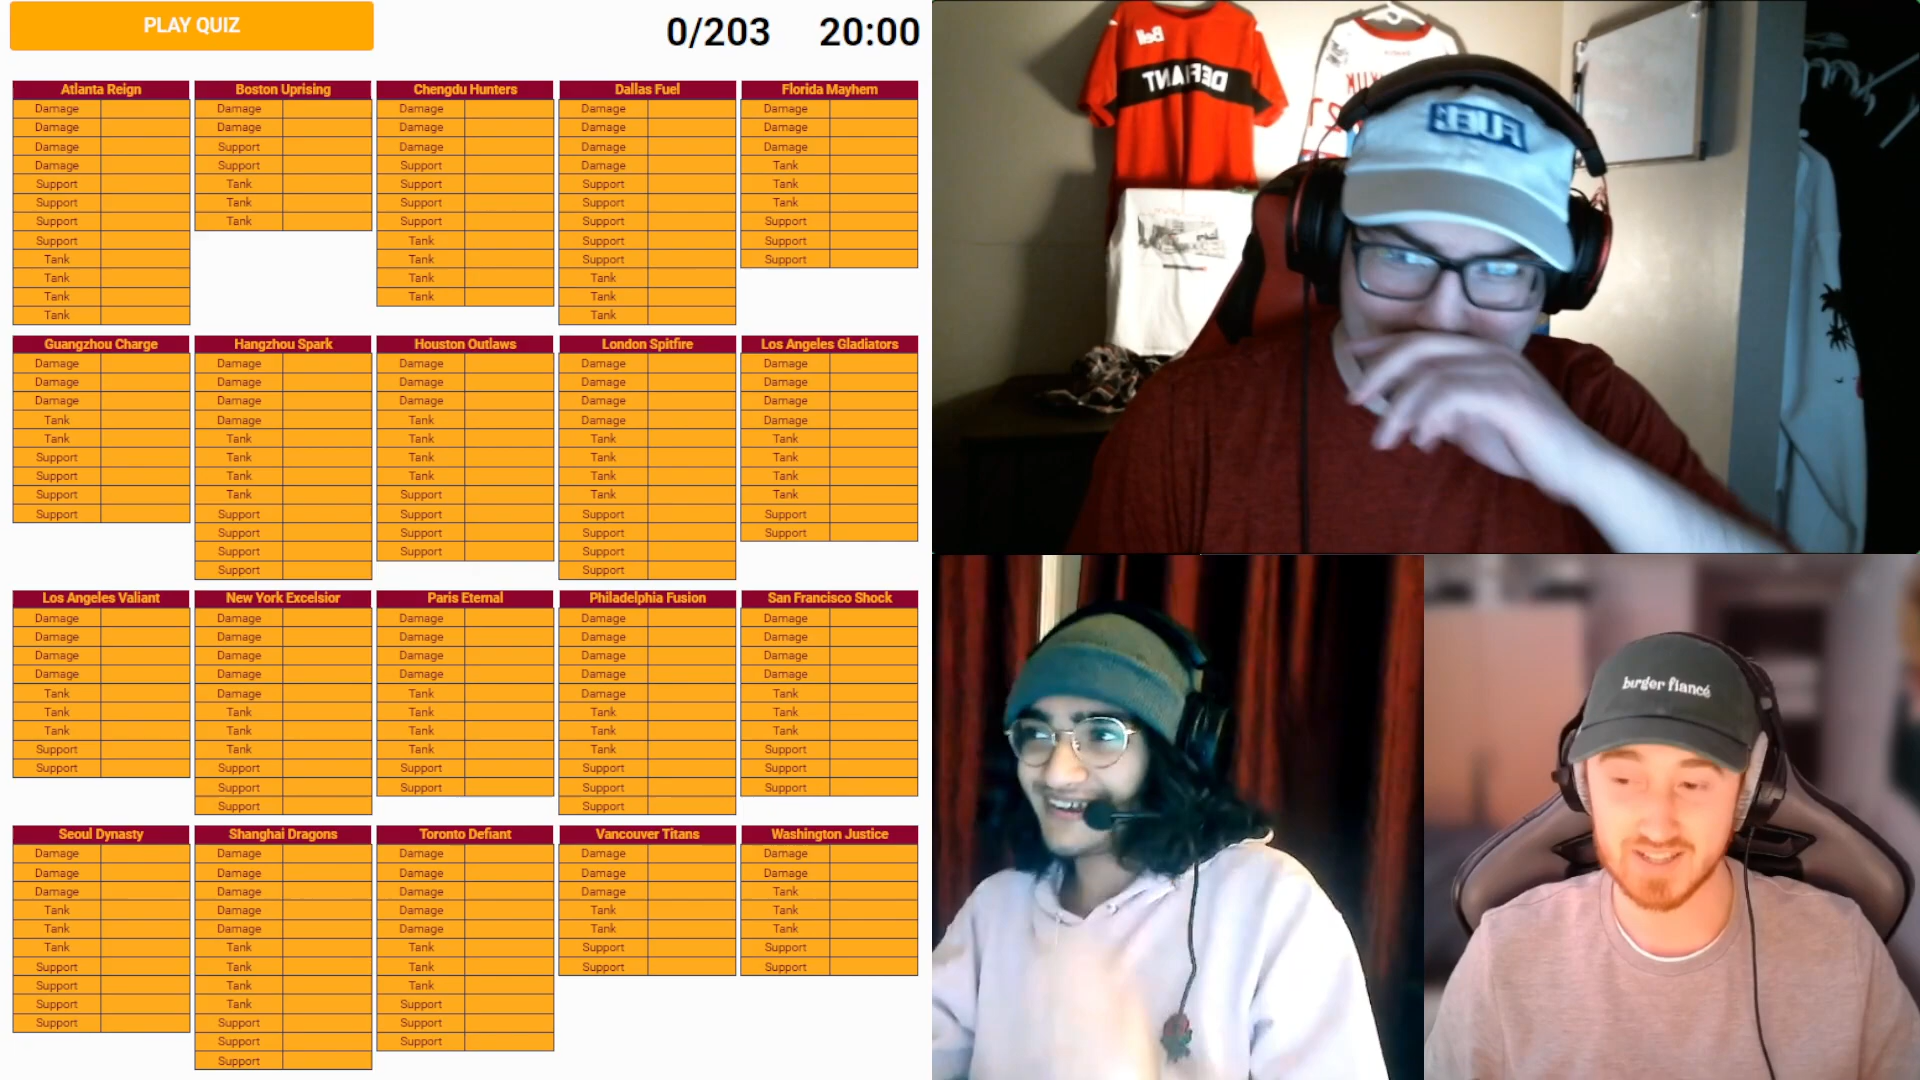 PLAY QUIZ
0/203
20:00
Atlanta Reign
Damage
Damage
Damage
Damage
Support
Support
Support
Support
Tank
Tank
Tank
Tank
Boston Uprising
Damage
Damage
Support
Support
Tank
Tank
Tank
Chengdu Hunters
Damage
Damage
Damage
Support
Support
Support
Support
Tank
Tank
Tank
Tank
Dallas Fuel
Damage
Damage
Damage
Damage
Support
Support
Support
Support
Support
Tank
Tank
Tank
Florida Mayhem
Damage
Damage
Damage
Tank
Tank
Tank
Support
Support
Support
Guangzhou Charge
Damage
Damage
Damage
Tank
Tank
Support
Support
Support
Support
Hangzhou Spark
Damage
Damage
Damage
Damage
Tank
Tank
Tank
Tank
Support
Support
Support
Support
Houston Outlaws
Damage
Damage
Damage
Tank
Tank
Tank
Tank
Support
Support
Support
Support
London Spitfire
Damage
Damage
Damage
Damage
Tank
Tank
Tank
Tank
Support
Support
Support
Support
Los Angeles Gladiators
Damage
Damage
Damage
Damage
Tank
Tank
Tank
Tank
Support
Support
Los Angeles Valiant
Damage
Damage
Damage
Damage
Tank
Tank
Tank
Support
Support
New York Excelsior
Damage
Damage
Damage
Damage
Damage
Tank
Tank
Tank
Support
Support
Support
Paris Eternal
Damage
Damage
Damage
Damage
Tank
Tank
Tank
Tank
Support
Support
Philadelphia Fusion
Damage
Damage
Damage
Damage
Damage
Tank
Tank
Tank
Support
Support
Support
San Francisco Shock
Damage
Damage
Damage
Damage
Tank
Tank
Tank
Support
Support
Support
Seoul Dynasty
Damage
Damage
Damage
Tank
Tank
Tank
Support
Support
Support
Support
Shanghai Dragons
Damage
Damage
Damage
Damage
Damage
Tank
Tank
Tank
Tank
Support
Support
Support
Toronto Defiant
Damage
Damage
Damage
Damage
Damage
Tank
Tank
Tank
Support
Support
Support
Vancouver Titans
Damage
Damage
Damage
Tank
Tank
Support
Support
Washington Justice
Damage
Damage
Tank
Tank
Tank
Support
Support
Bell
DEFIANT
FUEL
burger fiancé